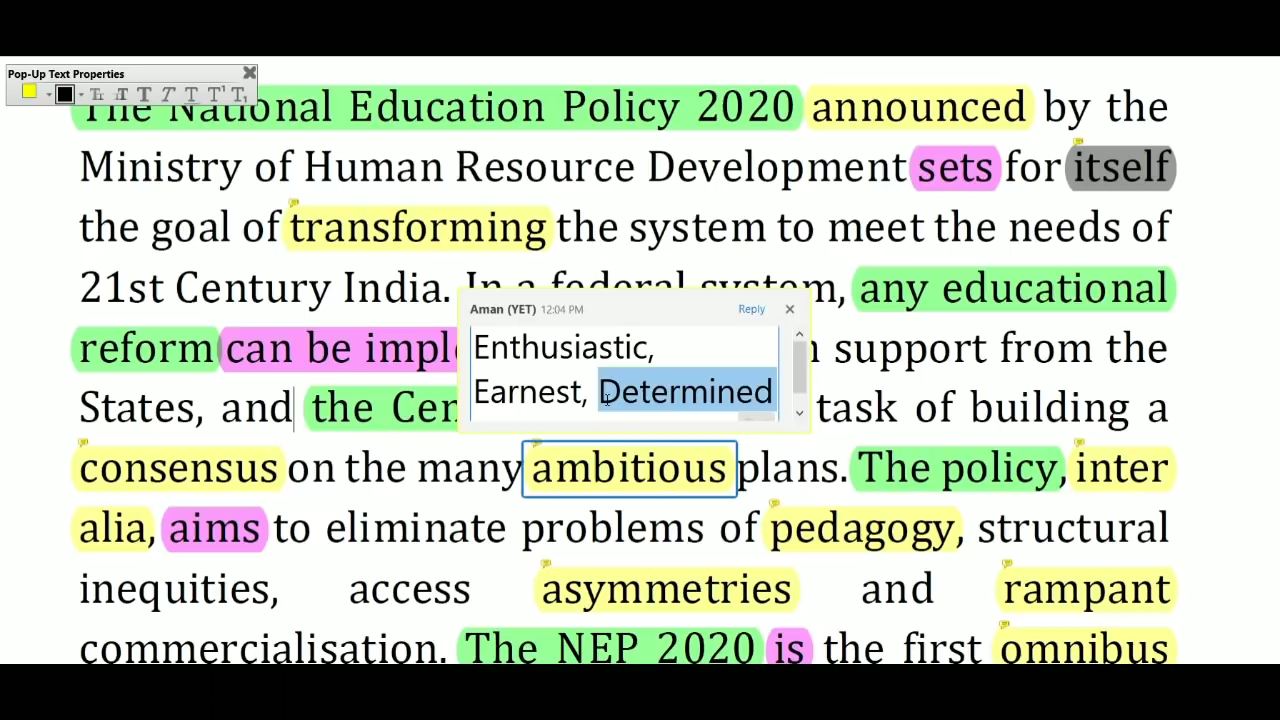 Pop-Up Text Properties
The National Education Policy 2020 announced by the
Ministry of Human Resource Development sets for itself
the goal of transforming the system to meet the needs of
21st Century India. In a federal system, any educational
reform can be support from the
States, and the task of building a
Aman (YET) 12:04 PM Reply
Enthusiastic,
Earnest, Determined
consensus on the many ambitious plans. The policy, inter
alia, aims to eliminate problems of pedagogy, structural
inequities, access asymmetries and rampant
commercialisation. The NEP 2020 is the first omnibus